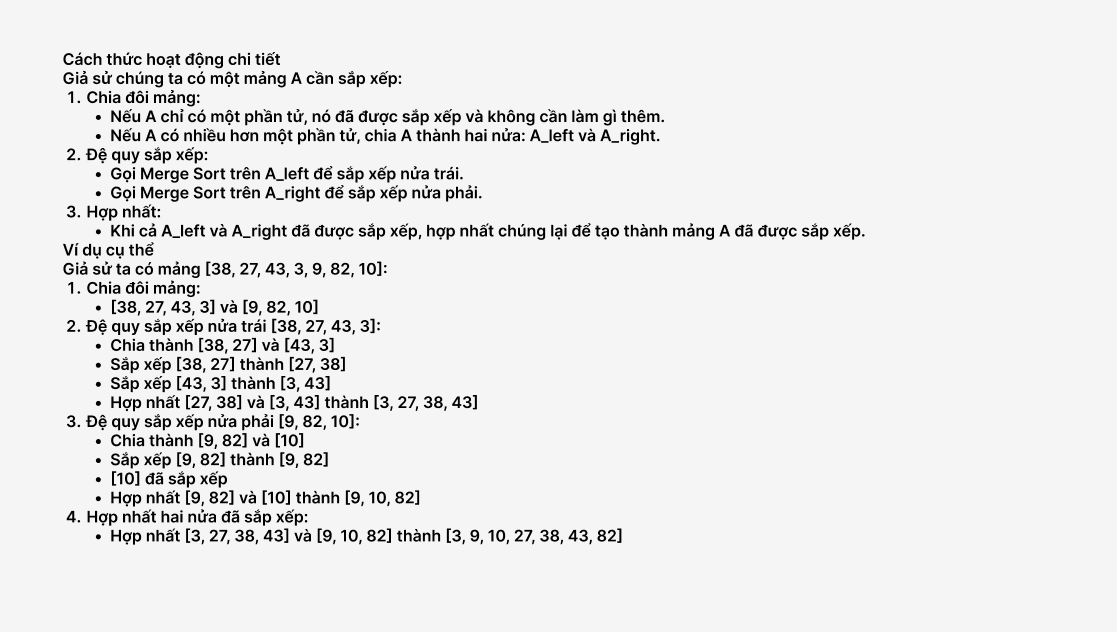 Cách thức hoạt động chi tiết
Giả sử chúng ta có một mảng A cần sắp xếp:
1. Chia đôi mảng:
• Nếu A chỉ có một phần tử, nó đã được sắp xếp và không cần làm gì thêm.
• Nếu A có nhiều hơn một phần tử, chia A thành hai nửa: A_left và A_right.
2. Đệ quy sắp xếp:
• Gọi Merge Sort trên A_left để sắp xếp nửa trái.
• Gọi Merge Sort trên A_right để sắp xếp nửa phải.
3. Hợp nhất:
• Khi cả A_left và A_right đã được sắp xếp, hợp nhất chúng lại để tạo thành mảng A đã được sắp xếp.
Ví dụ cụ thể
Giả sử ta có mảng [38, 27, 43, 3, 9, 82, 10]:
1. Chia đôi mảng:
• [38, 27, 43, 3] và [9, 82, 10]
2. Đệ quy sắp xếp nửa trái [38, 27, 43, 3]:
• Chia thành [38, 27] và [43, 3]
• Sắp xếp [38, 27] thành [27, 38]
• Sắp xếp [43, 3] thành [3, 43]
• Hợp nhất [27, 38] và [3, 43] thành [3, 27, 38, 43]
3. Đệ quy sắp xếp nửa phải [9, 82, 10]:
• Chia thành [9, 82] và [10]
• Sắp xếp [9, 82] thành [9, 82]
• [10] đã sắp xếp
• Hợp nhất [9, 82] và [10] thành [9, 10, 82]
4. Hợp nhất hai nửa đã sắp xếp:
• Hợp nhất [3, 27, 38, 43] và [9, 10, 82] thành [3, 9, 10, 27, 38, 43, 82]